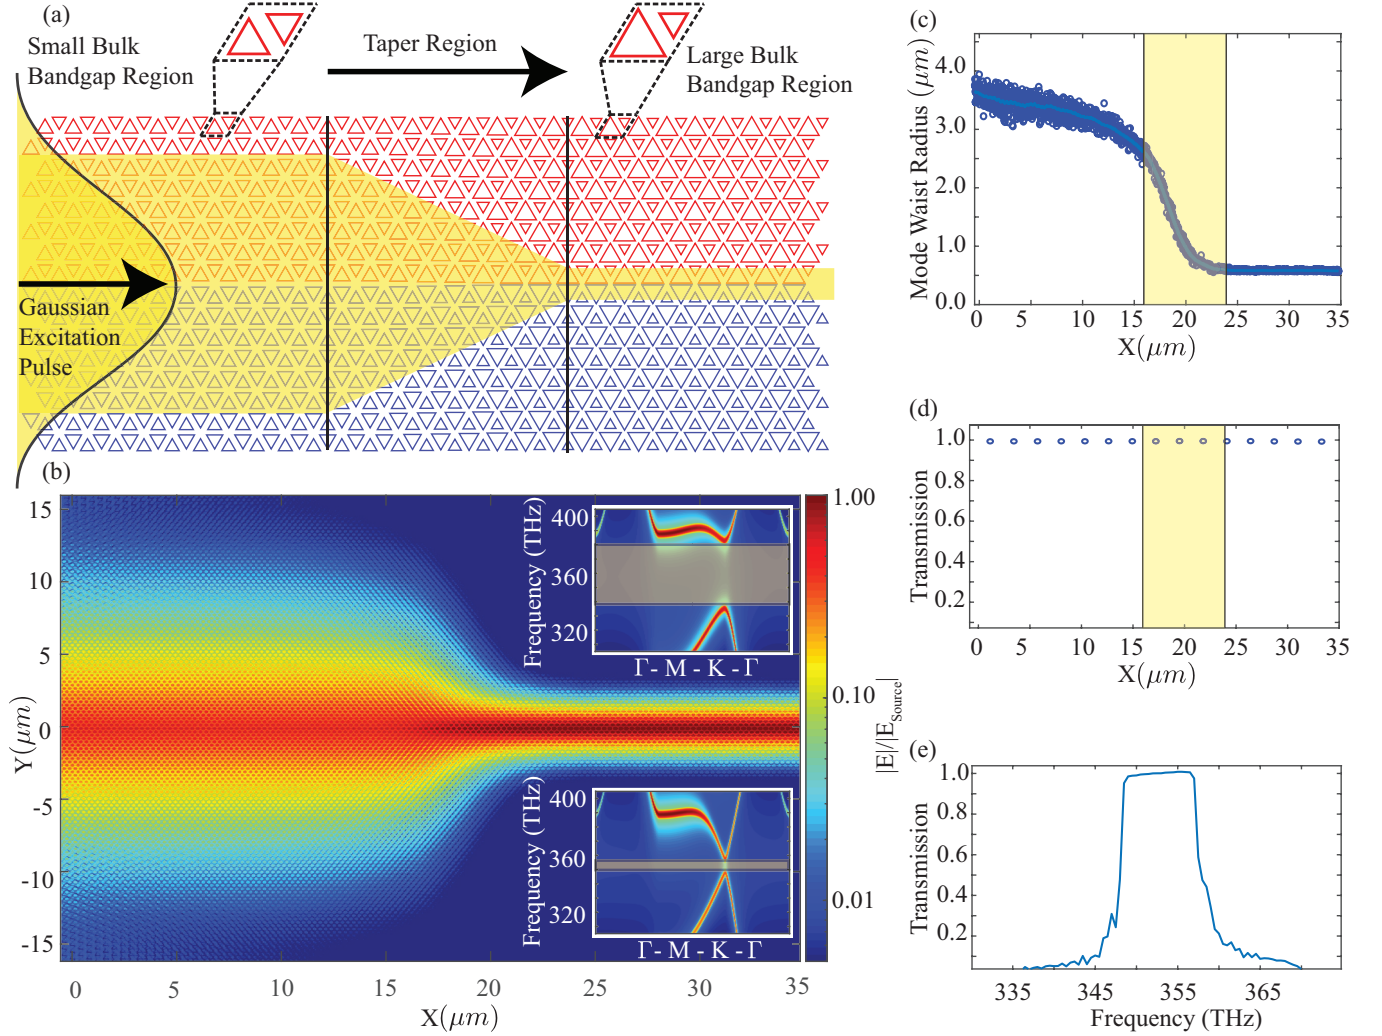 (a)
Small Bulk
Bandgap Region
Taper Region
Large Bulk
Bandgap Region
Gaussian
Excitation
Pulse
(b)
15
10
5
0
-5
-10
-15
Y(μm)
0
5
10
15
20
25
30
35
X(μm)
400
360
320
Frequency (THz)
Γ- M - K - Γ
400
360
320
Frequency (THz)
Γ- M - K - Γ
1.00
0.10
0.01
|E|/|E_Source|
(c)
4.0
3.0
2.0
1.0
0.0
Mode Waist Radius (μm)
0
5
10
15
20
25
30
35
X(μm)
(d)
1.0
0.8
0.6
0.4
0.2
Transmission
0
5
10
15
20
25
30
35
X(μm)
(e)
1.0
0.8
0.6
0.4
0.2
Transmission
335
345
355
365
Frequency (THz)